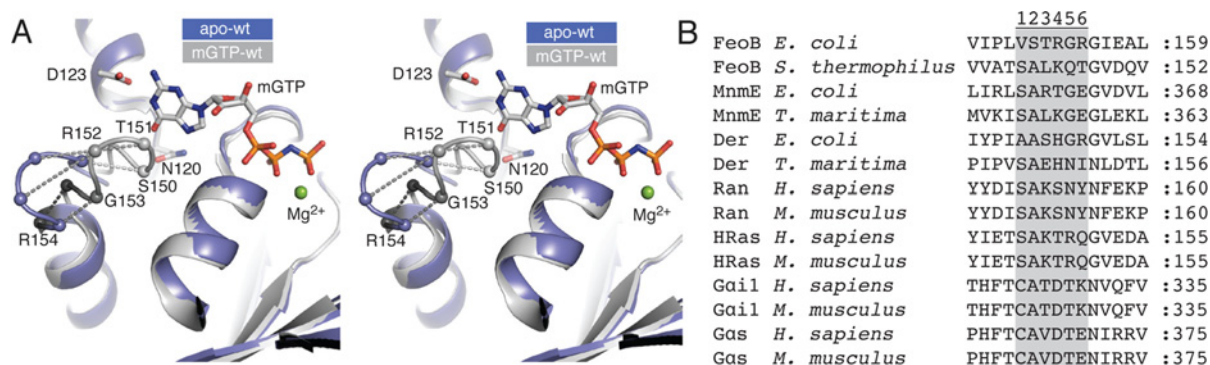 A
apo-wt
mGTP-wt
D123
mGTP
R152
T151
N120
S150
G153
R154
Mg2+
apo-wt
mGTP-wt
D123
mGTP
R152
T151
N120
S150
G153
R154
Mg2+
B
123456
FeoB E. coli VIPLVSTRGRGIEAL :159
FeoB S. thermophilus VVATSALKQTGVDQV :152
MnmE E. coli LIRLSARTGEGVDVL :368
MnmE T. maritima MVKISALKGEGLEKL :363
Der E. coli IYPIAASHGRGVLSL :154
Der T. maritima PIPVSAEHNINLDTL :156
Ran H. sapiens YYDISAKSNYNFEKP :160
Ran M. musculus YYDISAKSNYNFEKP :160
HRas H. sapiens YIETSAKTRQGVEDA :155
HRas M. musculus YIETSAKTRQGVEDA :155
Gαi1 H. sapiens THFTCATDTKNVQFV :335
Gαi1 M. musculus THFTCATDTKNVQFV :335
Gαs H. sapiens PHFTCAVDTENIRRV :375
Gαs M. musculus PHFTCAVDTENIRRV :375